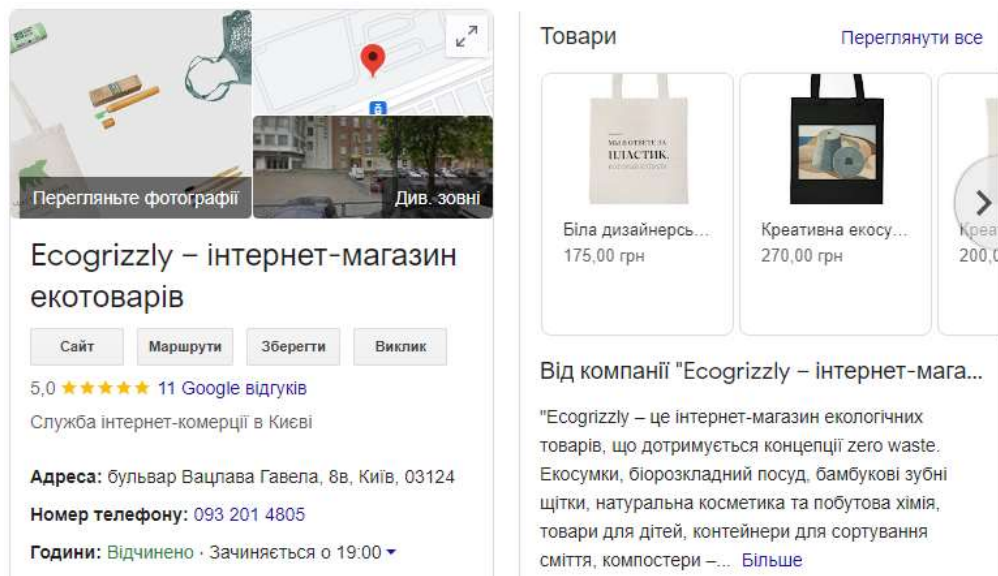 Перегляньте фотографії
Див. зовні
Ecogrizzly – інтернет-магазин
екотоварів
Сайт
Маршрути
Зберегти
Виклик
5,0 ★★★★★ 11 Google відгуків
Служба інтернет-комерції в Києві
Адреса: бульвар Вацлава Гавела, 8в, Київ, 03124
Номер телефону: 093 201 4805
Години: Відчинено · Зачиняється о 19:00
Товари
Переглянути все
ПЛАСТИК.
Біла дизайнерсь...
175,00 грн
Креативна екосу...
270,00 грн
Креа
200,0
Від компанії "Ecogrizzly – інтернет-мага...
"Ecogrizzly – це інтернет-магазин екологічних
товарів, що дотримується концепції zero waste.
Екосумки, біорозкладний посуд, бамбукові зубні
щітки, натуральна косметика та побутова хімія,
товари для дітей, контейнери для сортування
сміття, компостери –... Більше